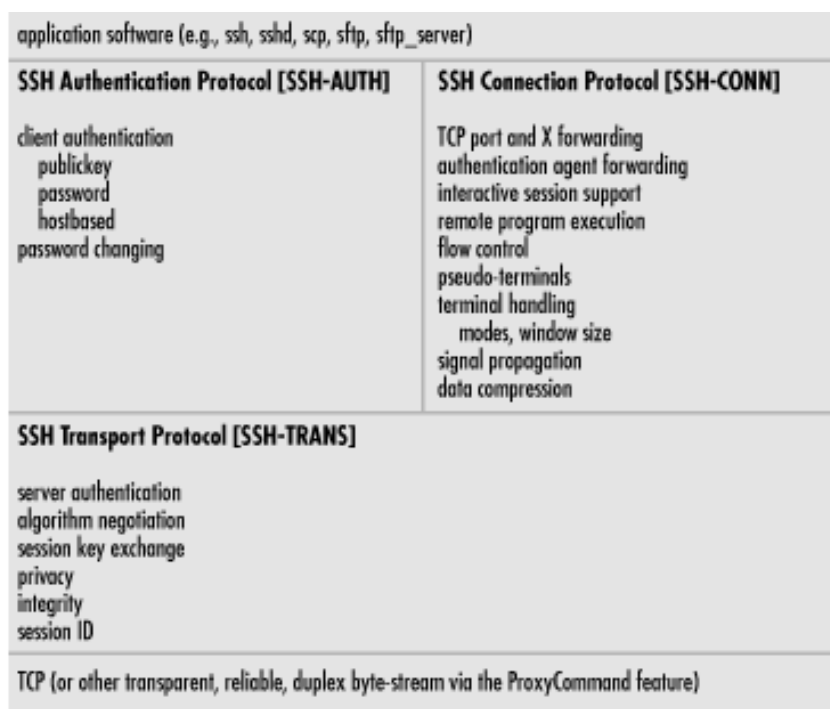 application software (e.g., ssh, sshd, scp, sftp, sftp_server)
SSH Authentication Protocol [SSH-AUTH]
client authentication
publickey
password
hostbased
password changing
SSH Connection Protocol [SSH-CONN]
TCP port and X forwarding
authentication agent forwarding
interactive session support
remote program execution
flow control
pseudo-terminals
terminal handling
modes, window size
signal propagation
data compression
SSH Transport Protocol [SSH-TRANS]
server authentication
algorithm negotiation
session key exchange
privacy
integrity
session ID
TCP (or other transparent, reliable, duplex byte-stream via the ProxyCommand feature)